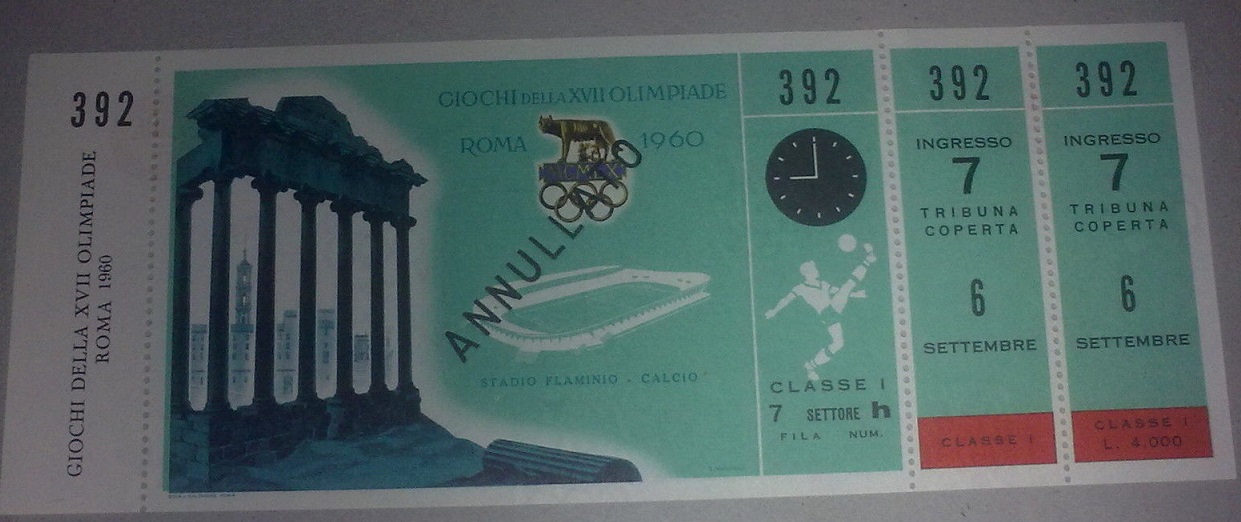 392
GIOCHI DELLA XVII OLIMPIADE
ROMA 1960
GIOCHI DELLA XVII OLIMPIADE
ROMA 1960
MCMLX
ANNULLATO
STADIO FLAMINIO - CALCIO
392
CLASSE I
7 SETTORE h
FILA NUM.
392
INGRESSO
7
TRIBUNA
COPERTA
6
SETTEMBRE
CLASSE I
392
INGRESSO
7
TRIBUNA
COPERTA
6
SETTEMBRE
CLASSE I
L. 4.000